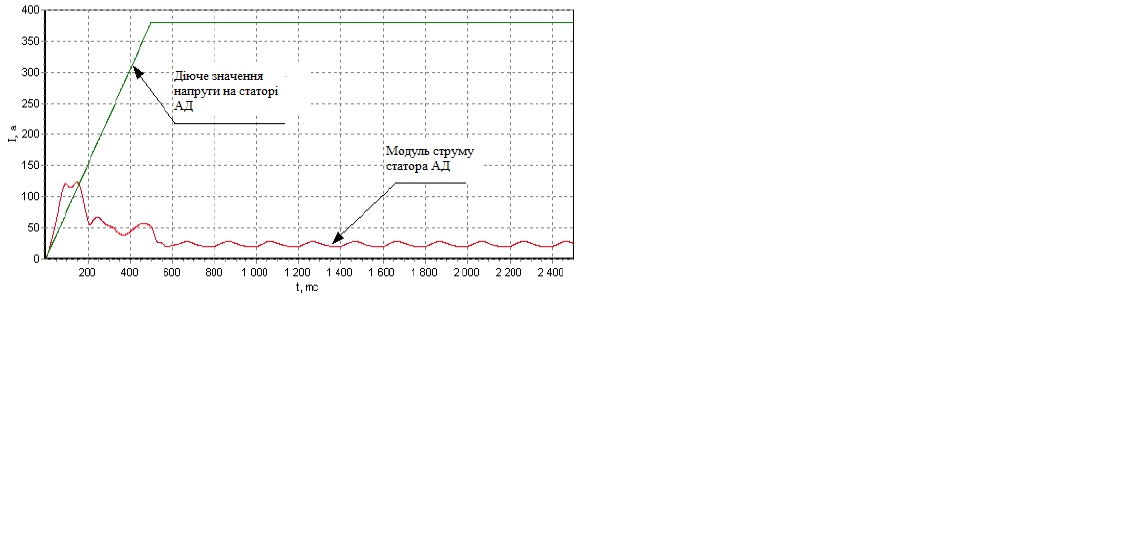 400
350
300
250
200
150
100
50
0
I, а
Діюче значення
напруги на статорі
АД
Модуль струму
статора АД
200 400 600 800 1 000 1 200 1 400 1 600 1 800 2 000 2 200 2 400
t, mc